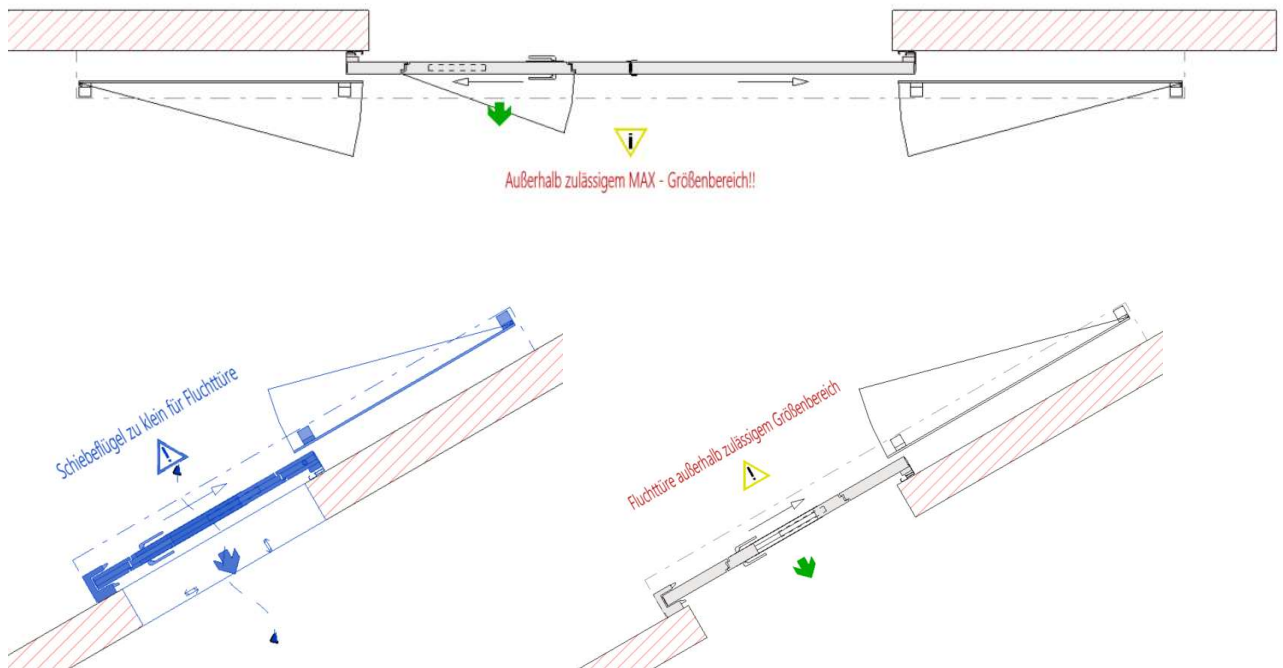 Außerhalb zulässigem MAX - Größenbereich!!
Schiebeflügel zu klein für Fluchttüre
Fluchttüre außerhalb zulässigem Größenbereich